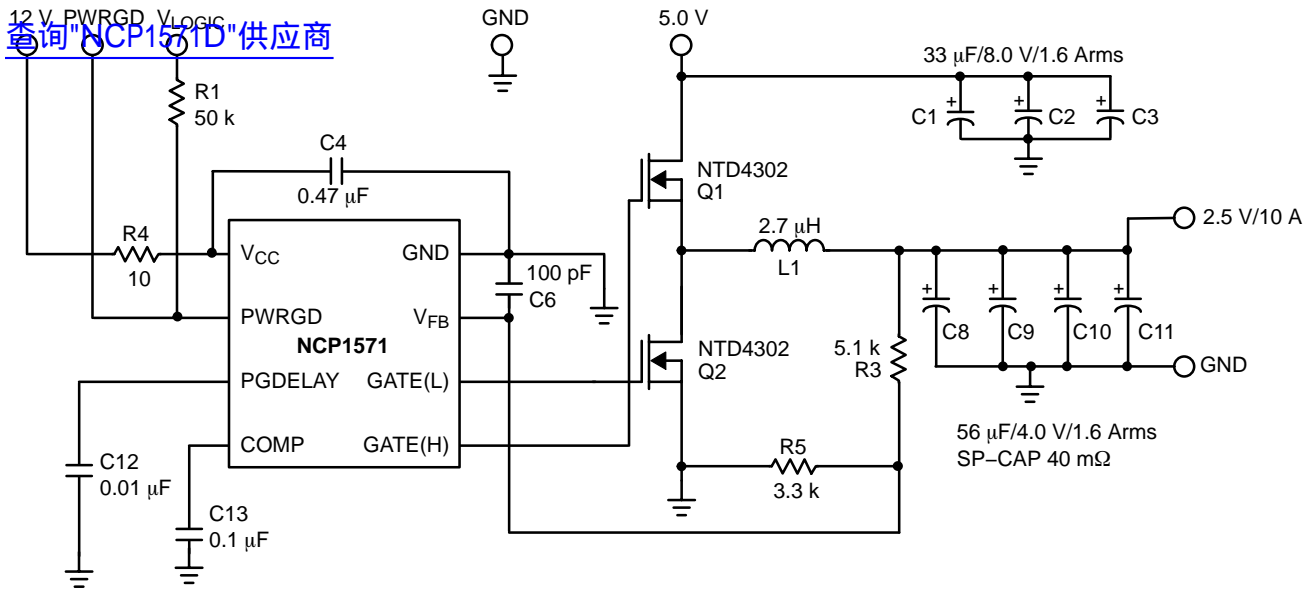 12 V PWRGD VLOGIC
查询"NCP1571D"供应商
GND
5.0 V
33 μF/8.0 V/1.6 Arms
R1
50 k
C1
C2
C3
C4
0.47 μF
NTD4302
Q1
2.5 V/10 A
R4
10
2.7 μH
L1
VCC
GND
100 pF
C6
PWRGD
VFB
NCP1571
C8
C9
C10
C11
NTD4302
Q2
5.1 k
R3
GND
PGDELAY
GATE(L)
COMP
GATE(H)
R5
3.3 k
56 μF/4.0 V/1.6 Arms
SP–CAP 40 mΩ
C12
0.01 μF
C13
0.1 μF